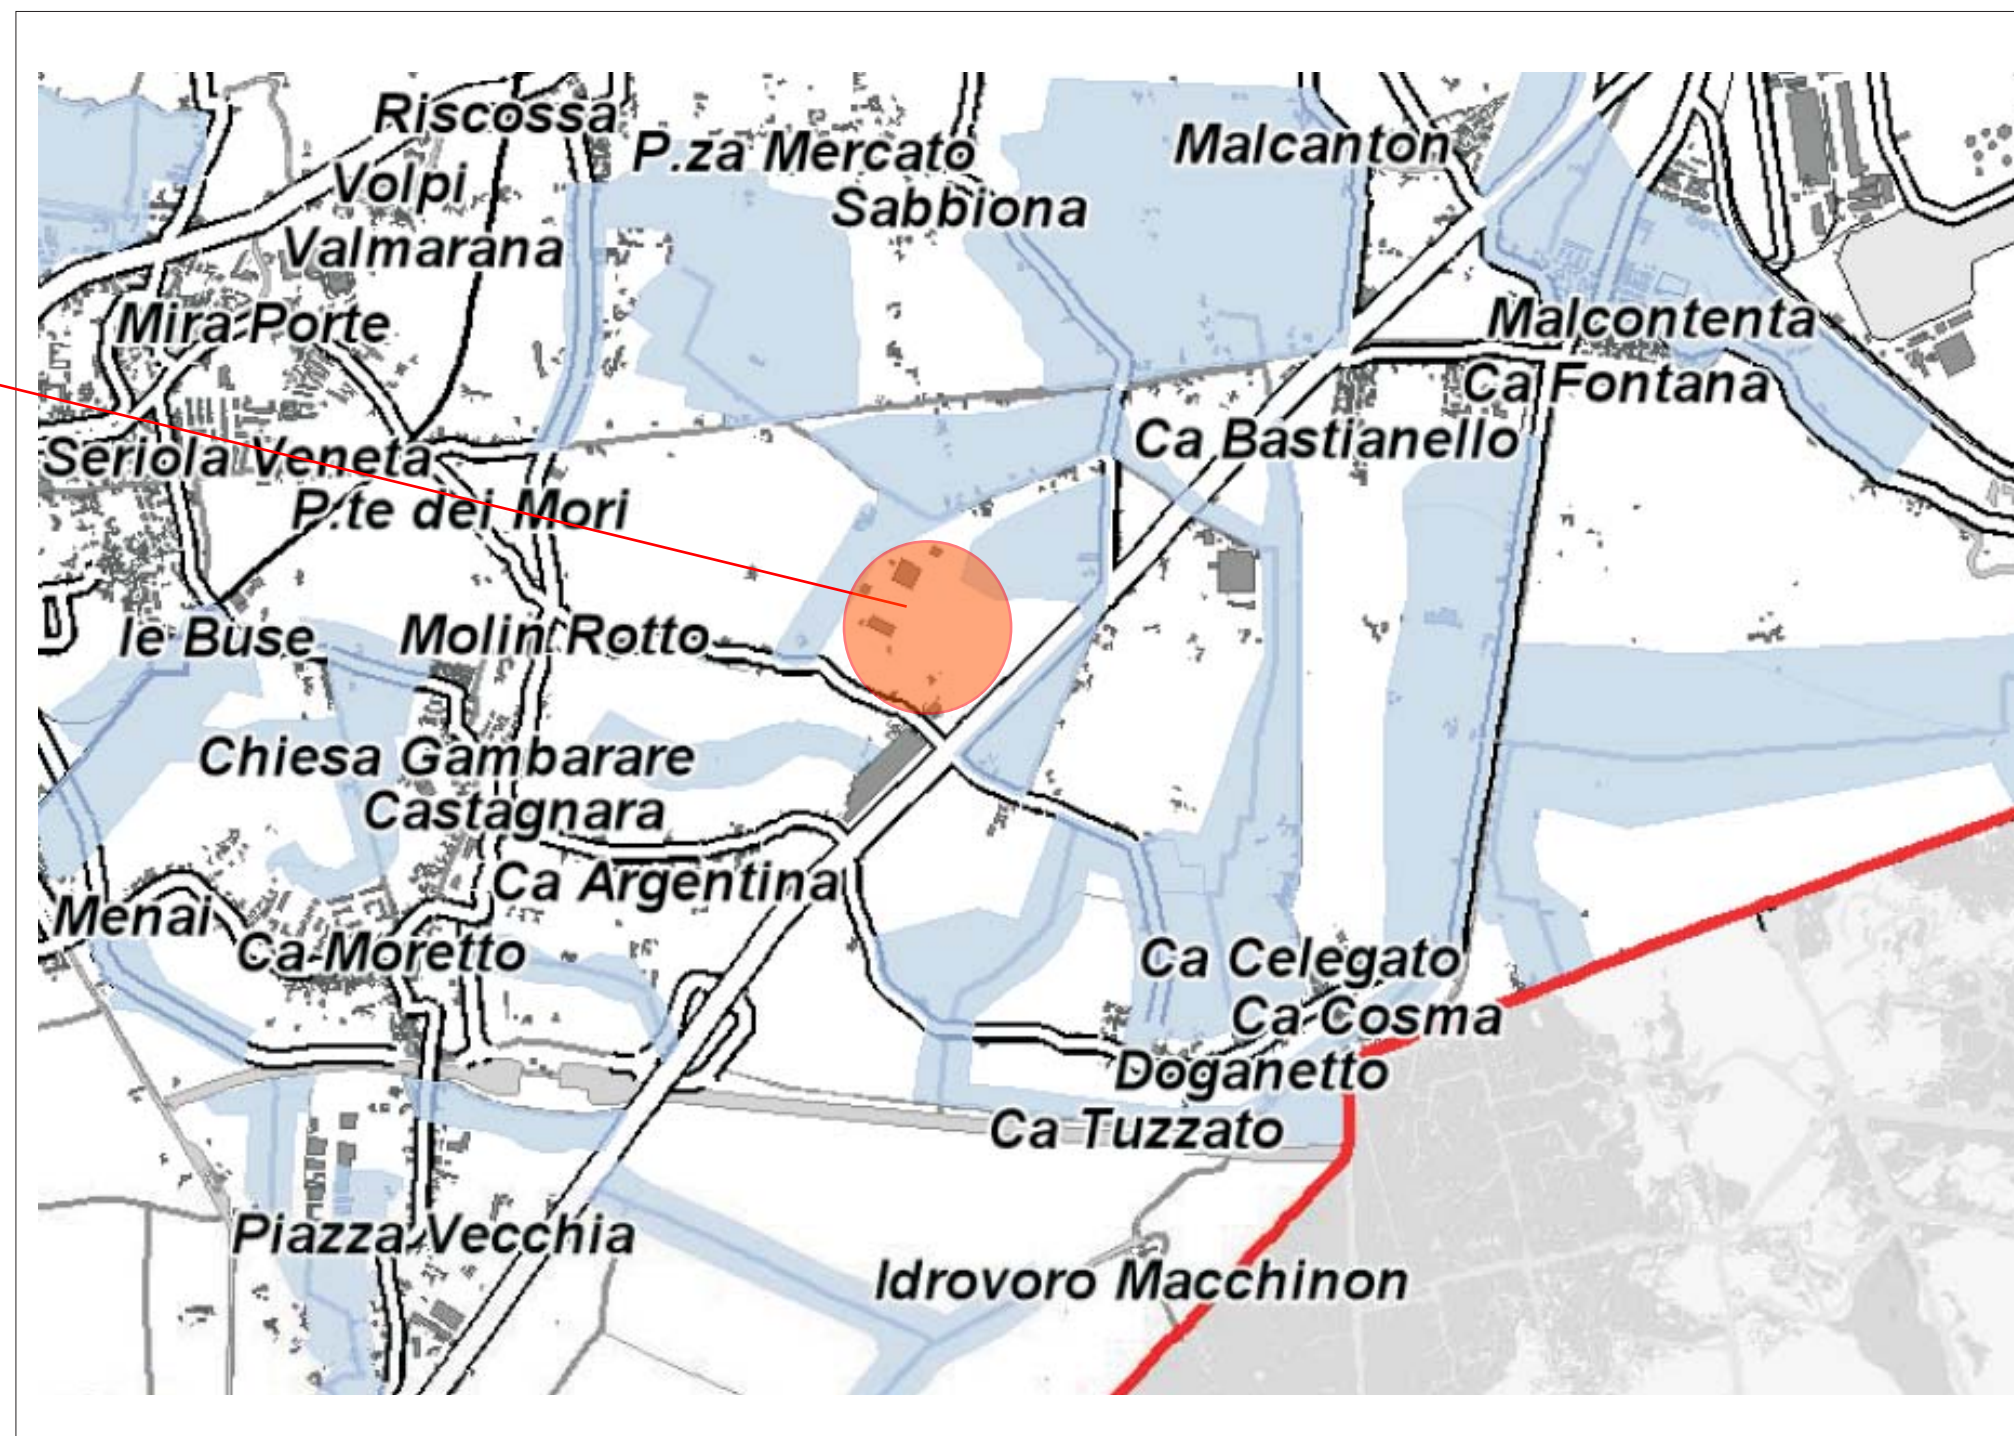 Riscossa
P.za Mercato
Malcanton
Volpi
Sabbiona
Valmarana
Mira Porte
Malcontenta
Ca Fontana
Ca Bastianello
Seriola Veneta
P.te dei Mori
le Buse
Molin Rotto
Chiesa Gambarare
Castagnara
Ca Argentina
Menai
Ca Moretto
Ca Celegato
Ca Cosma
Doganetto
Ca Tuzzato
Piazza Vecchia
Idrovoro Macchinon